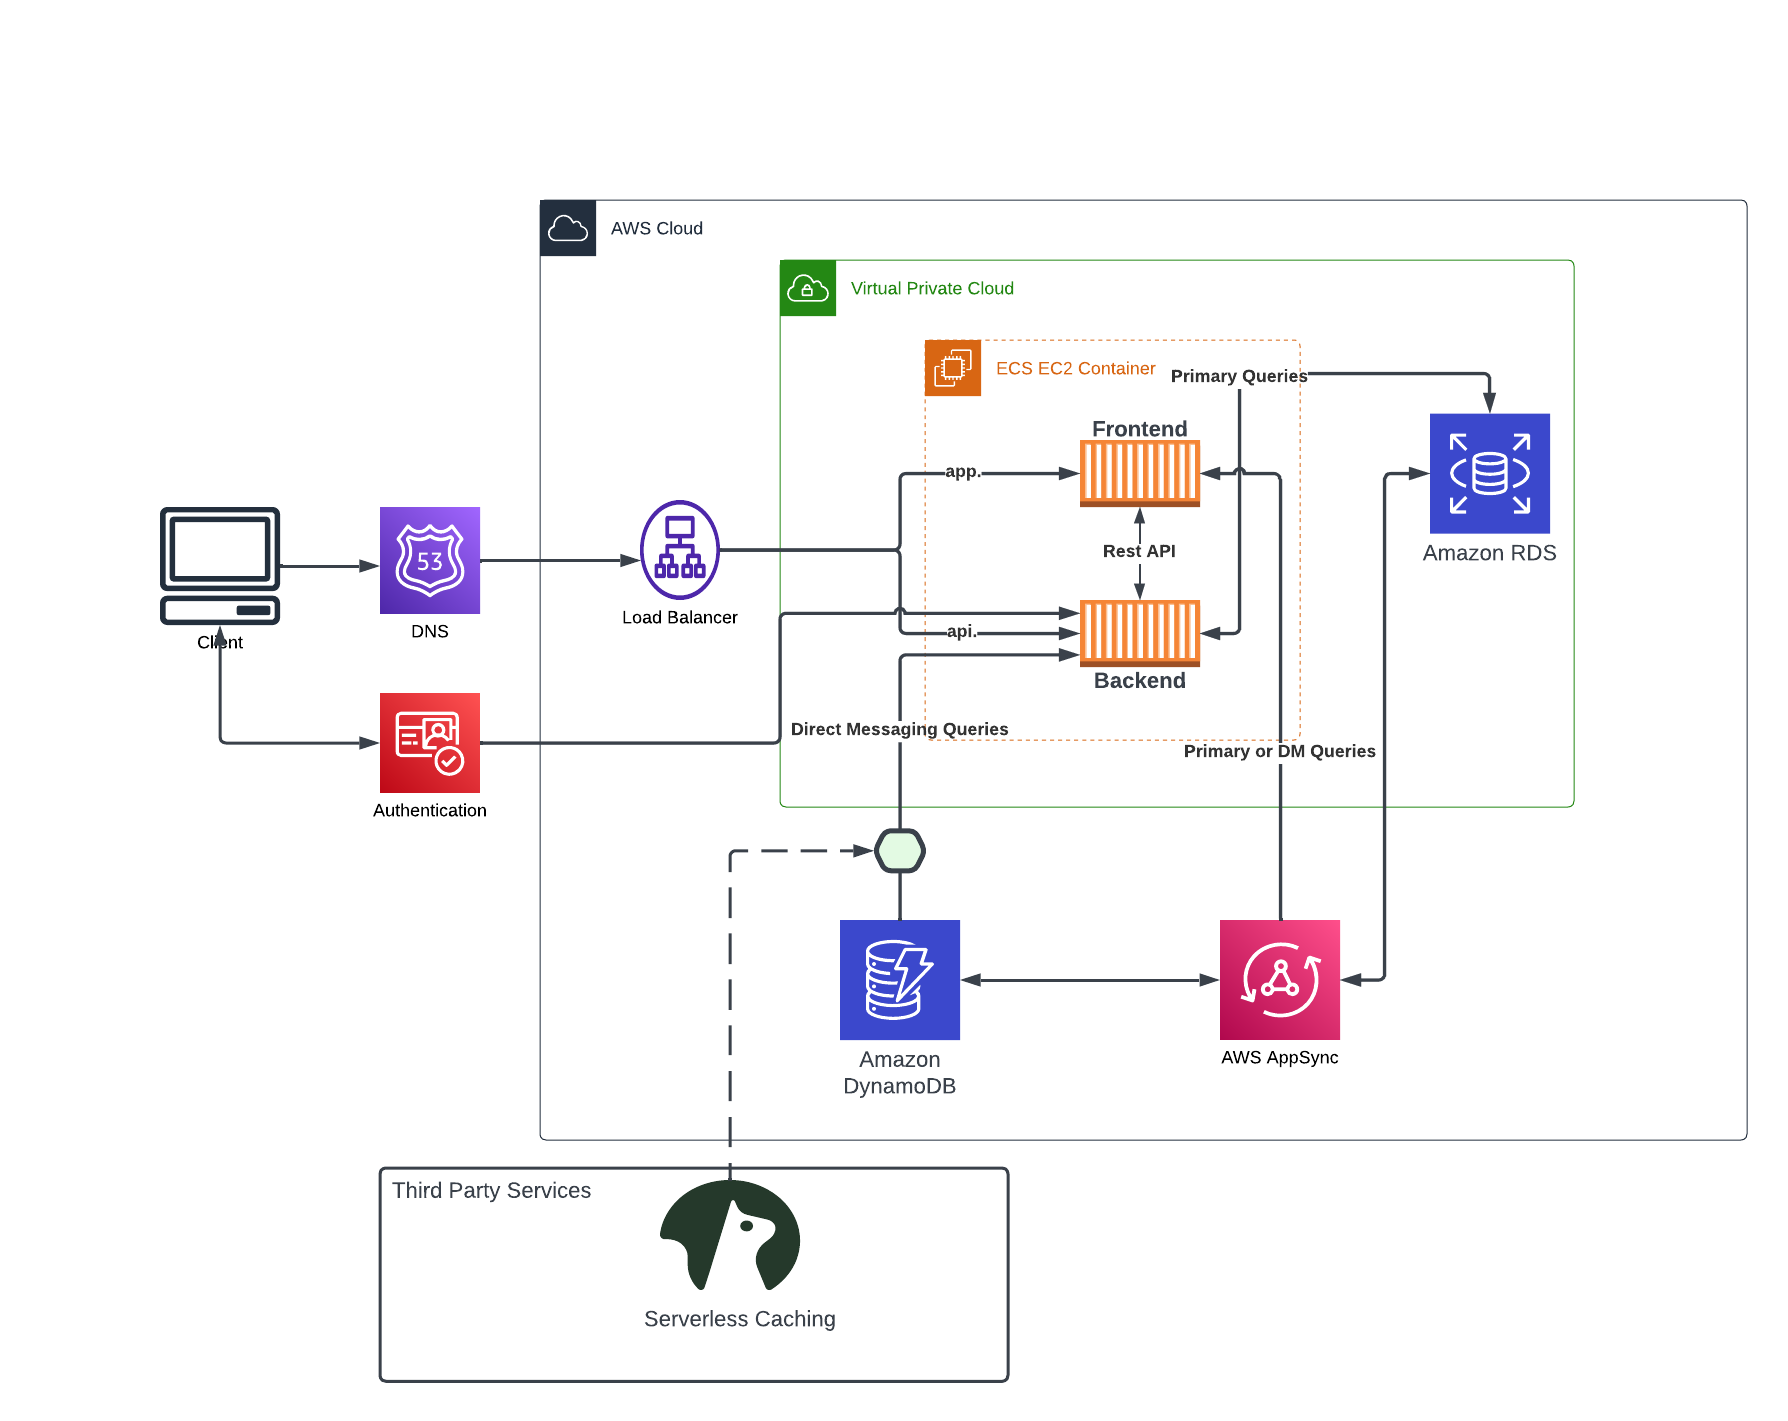 AWS Cloud
Virtual Private Cloud
ECS EC2 Container
Primary Queries
Frontend
app.
53
Rest API
Amazon RDS
Load Balancer
DNS
api.
Client
Backend
Direct Messaging Queries
Primary or DM Queries
Authentication
Amazon
DynamoDB
AWS AppSync
Third Party Services
Serverless Caching